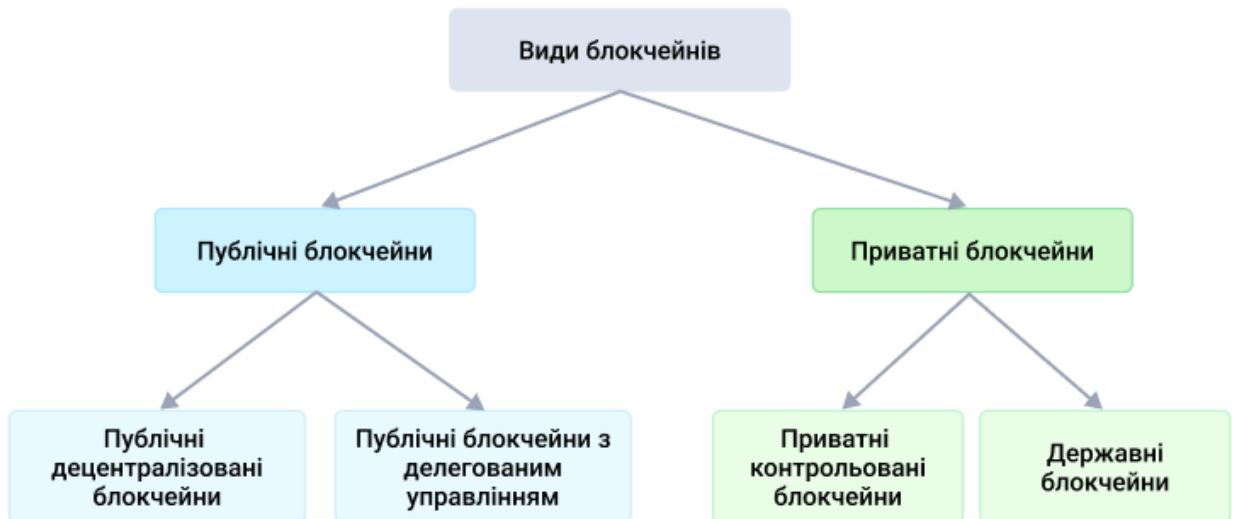 Види блокчейнів
Публічні блокчейни
Приватні блокчейни
Публічні
децентралізовані
блокчейни
Публічні блокчейни з
делегованим
управлінням
Приватні
контрольовані
блокчейни
Державні
блокчейни